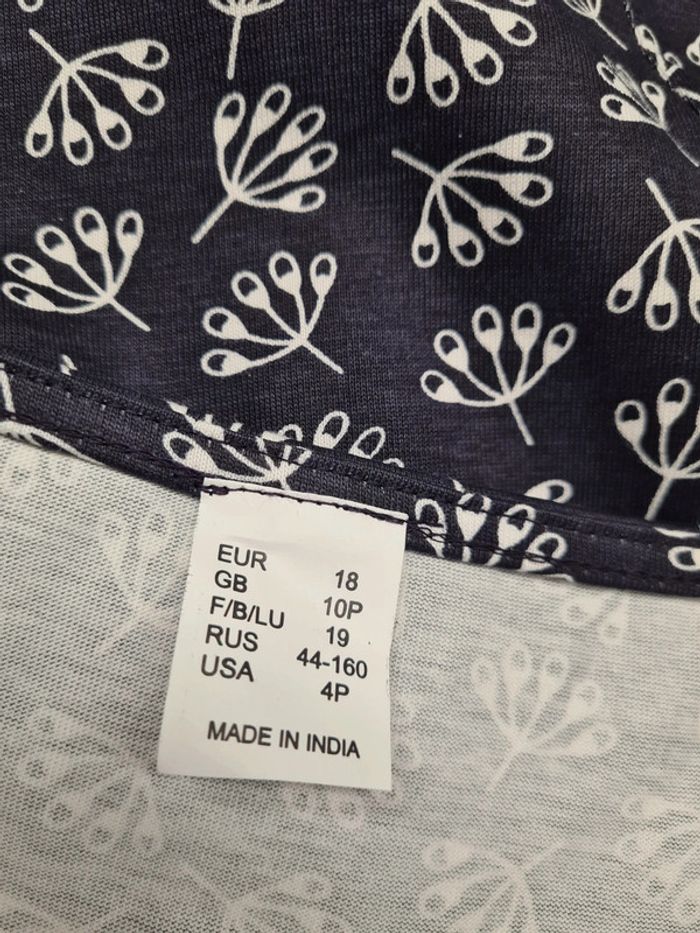 EUR 18
GB 10P
F/B/LU 19
RUS 44-160
USA 4P
MADE IN INDIA